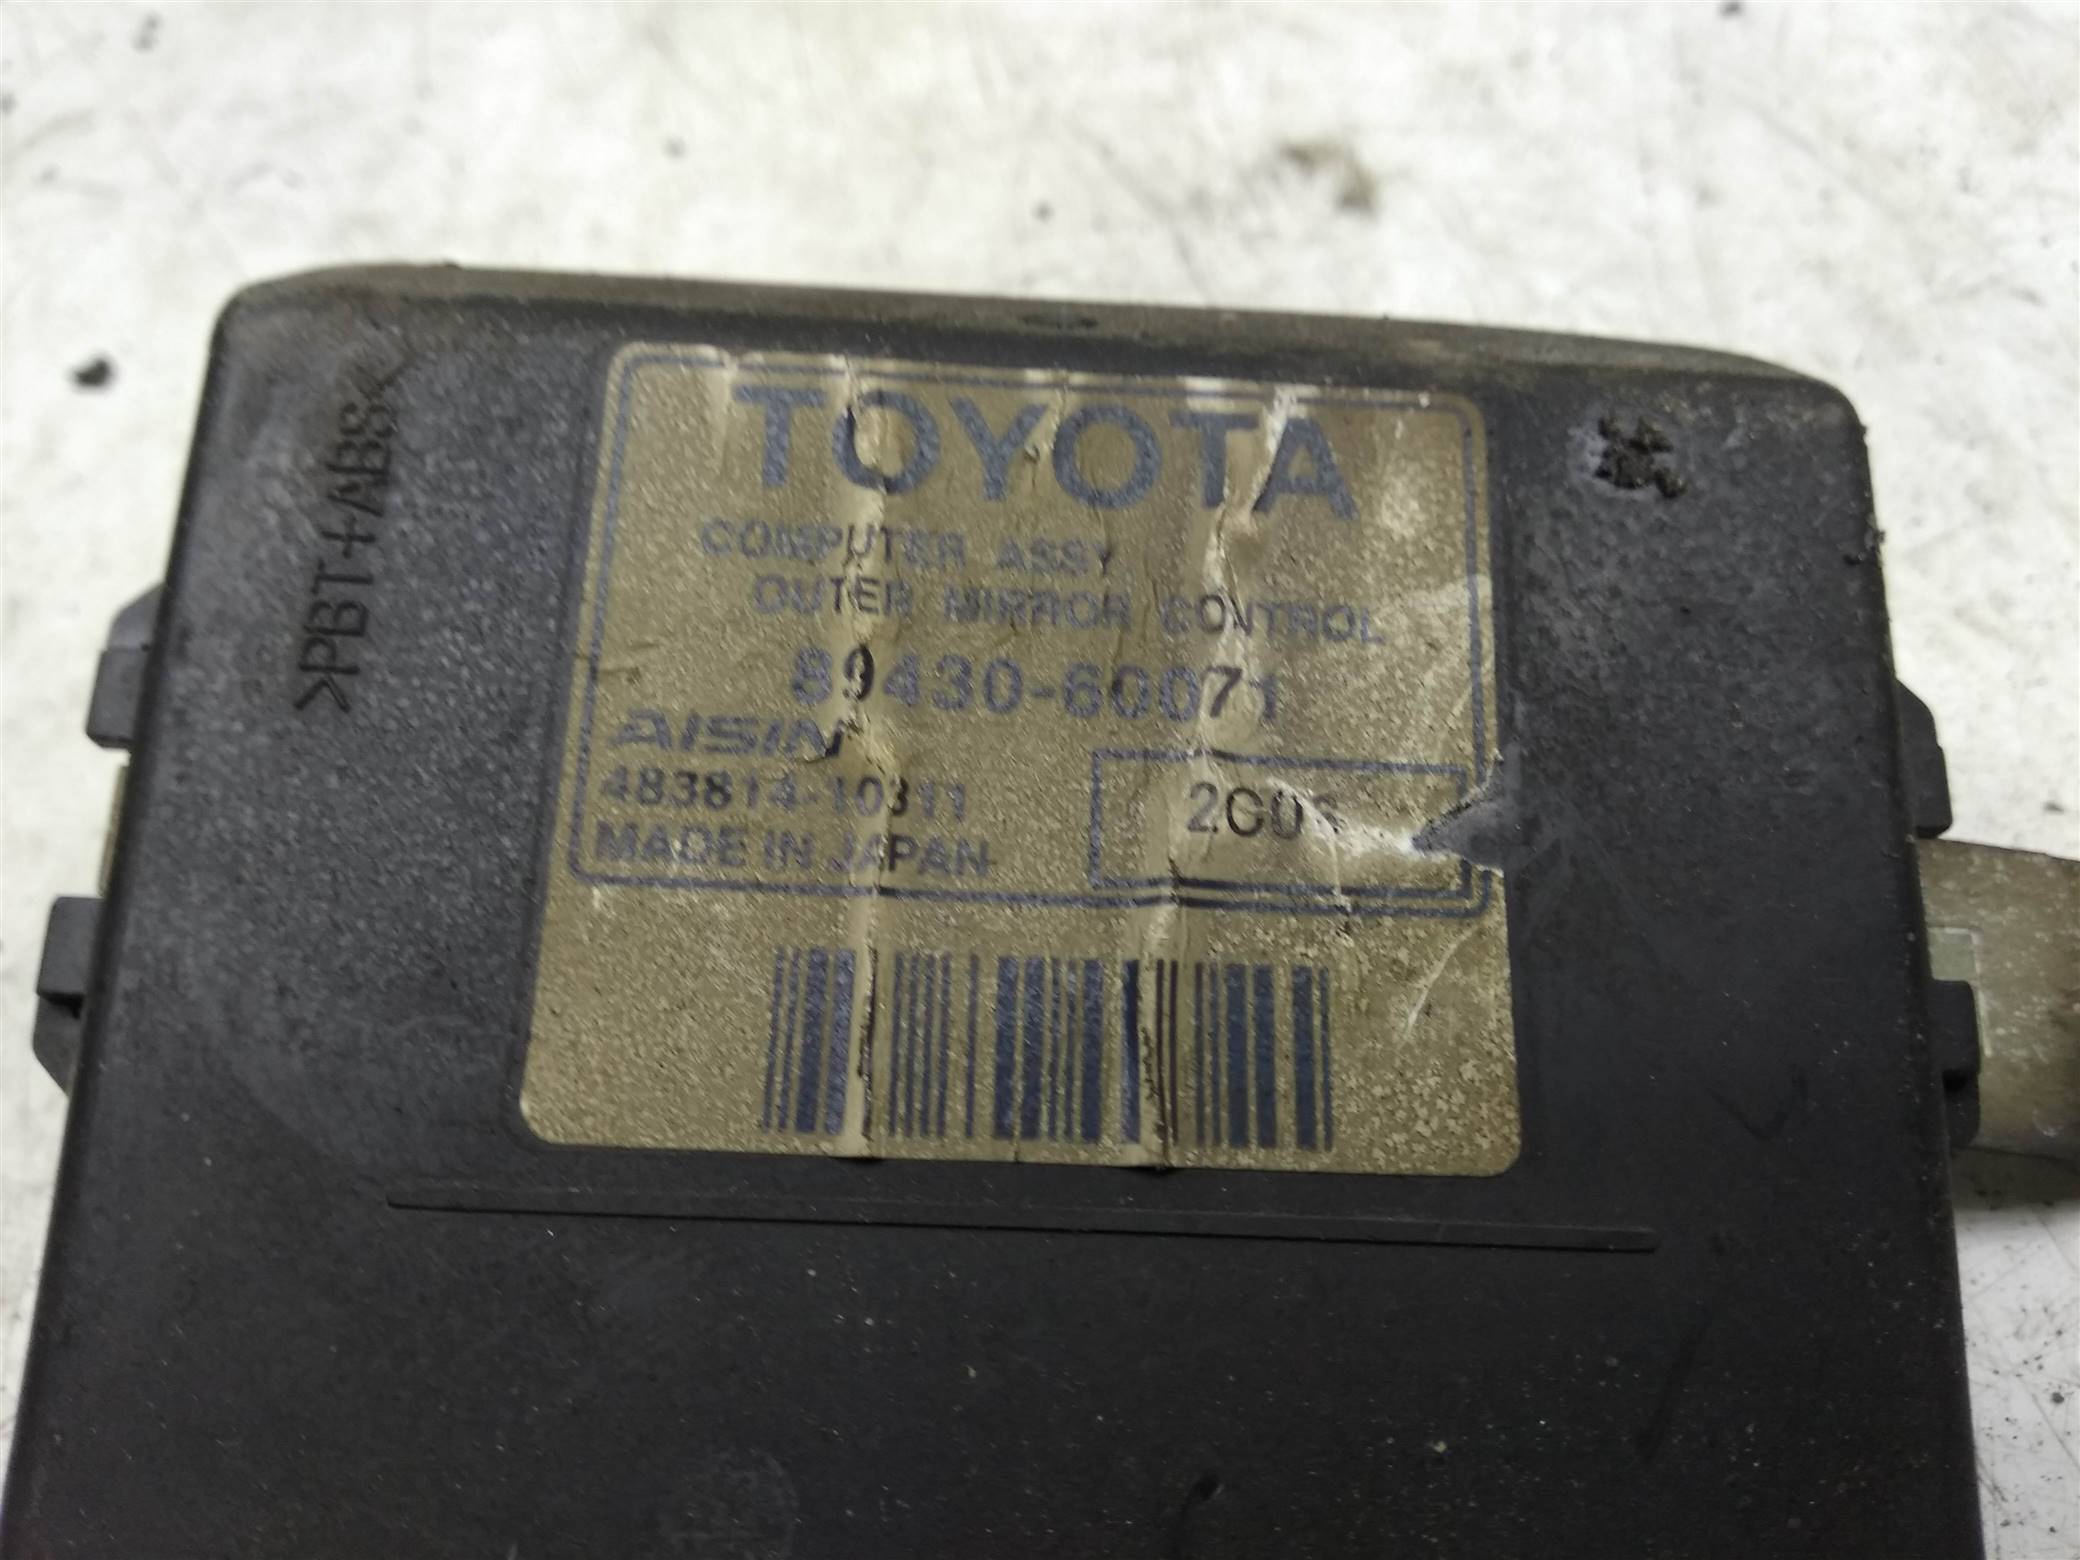 >PBT+ABS<
TOYOTA
COMPUTER ASSY
OUTER MIRROR CONTROL
89430-60071
AISIN
483814-10311
MADE IN JAPAN